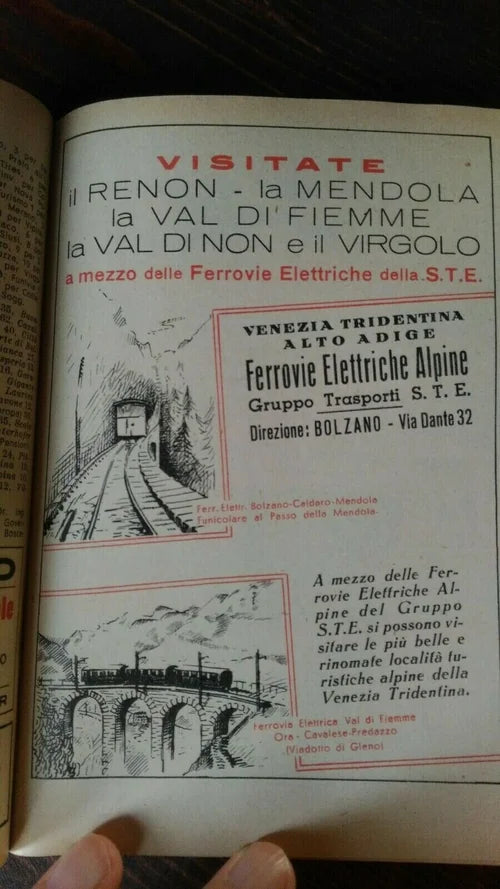 VISITATE
il RENON - la MENDOLA
la VAL DI FIEMME
la VAL DI NON e il VIRGOLO
a mezzo delle Ferrovie Elettriche della S.T.E.
VENEZIA TRIDENTINA
ALTO ADIGE
Ferrovie Elettriche Alpine
Gruppo Trasporti S. T. E.
Direzione: BOLZANO - Via Dante 32
Ferr. Elettr. Bolzano-Caldaro-Mendola
Funicolare al Passo della Mendola
A mezzo delle Fer-
rovie Elettriche Al-
pine del Gruppo
S.T.E. si possono vi-
sitare le più belle e
rinomate località tu-
ristiche alpine della
Venezia Tridentina.
Ferrovia Elettrica Val di Fiemme
Ora - Cavalese-Predazzo
(Viadotto di Gleno)